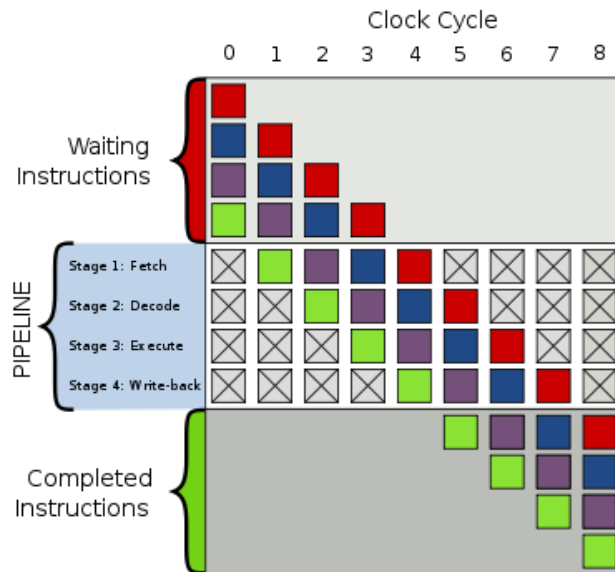 Clock Cycle
0 1 2 3 4 5 6 7 8
Waiting
Instructions
PIPELINE
Stage 1: Fetch
Stage 2: Decode
Stage 3: Execute
Stage 4: Write-back
Completed
Instructions